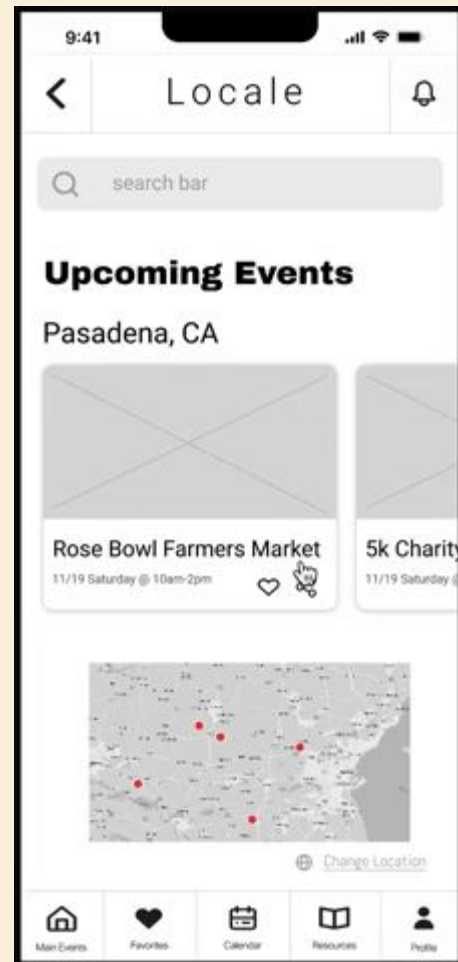 9:41
Locale
search bar
Upcoming Events
Pasadena, CA
Rose Bowl Farmers Market
11/19 Saturday @ 10am-2pm
5k Charity
11/19 Saturday @
Change Location
Main Events
Favorites
Calendar
Resources
Profile